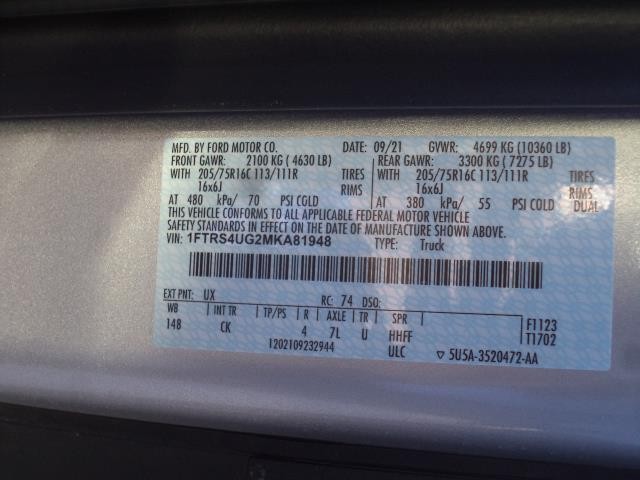 MFD. BY FORD MOTOR CO. 09/21 GVWR: 4699 KG (10360 LB)
FRONT GAWR: 2100 KG ( 4630 LB) REAR GAWR: 3300 KG ( 7275 LB)
WITH 205/75R16C 113/111R TIRES WITH 205/75R16C 113/111R TIRES
16x6J RIMS 16x6J RIMS
AT 480 kPa/ 70 PSI COLD AT 380 kPa/ 55 PSI COLD DUAL
THIS VEHICLE CONFORMS TO ALL APPLICABLE FEDERAL MOTOR VEHICLE
SAFETY STANDARDS IN EFFECT ON THE DATE OF MANUFACTURE SHOWN ABOVE.
VIN: 1FTRS4UG2MKA81948 TYPE: Truck
EXT PNT: UX RC: 74 DSO:
WB INT TR TP/PS R AXLE TR SPR F1123
148 CK 4 7L U HHFF T1702
1202109232944 ULC ▽ 5U5A-3520472-AA